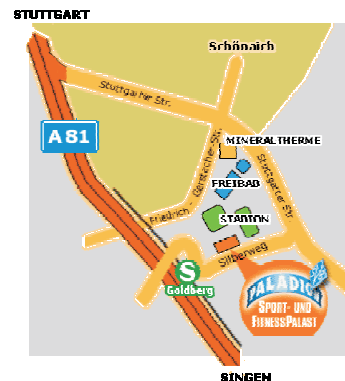 STUTTGART
Schönaich
Stuttgarter Str.
A 81
MINERALTHERME
FREIBAD
Friedrich - Gerstlacher-Str.
Stuttgarter Str.
STADION
Silberweg
S
Goldberg
PALADION
SPORT- UND
FITNESSPALAST
SINGEN